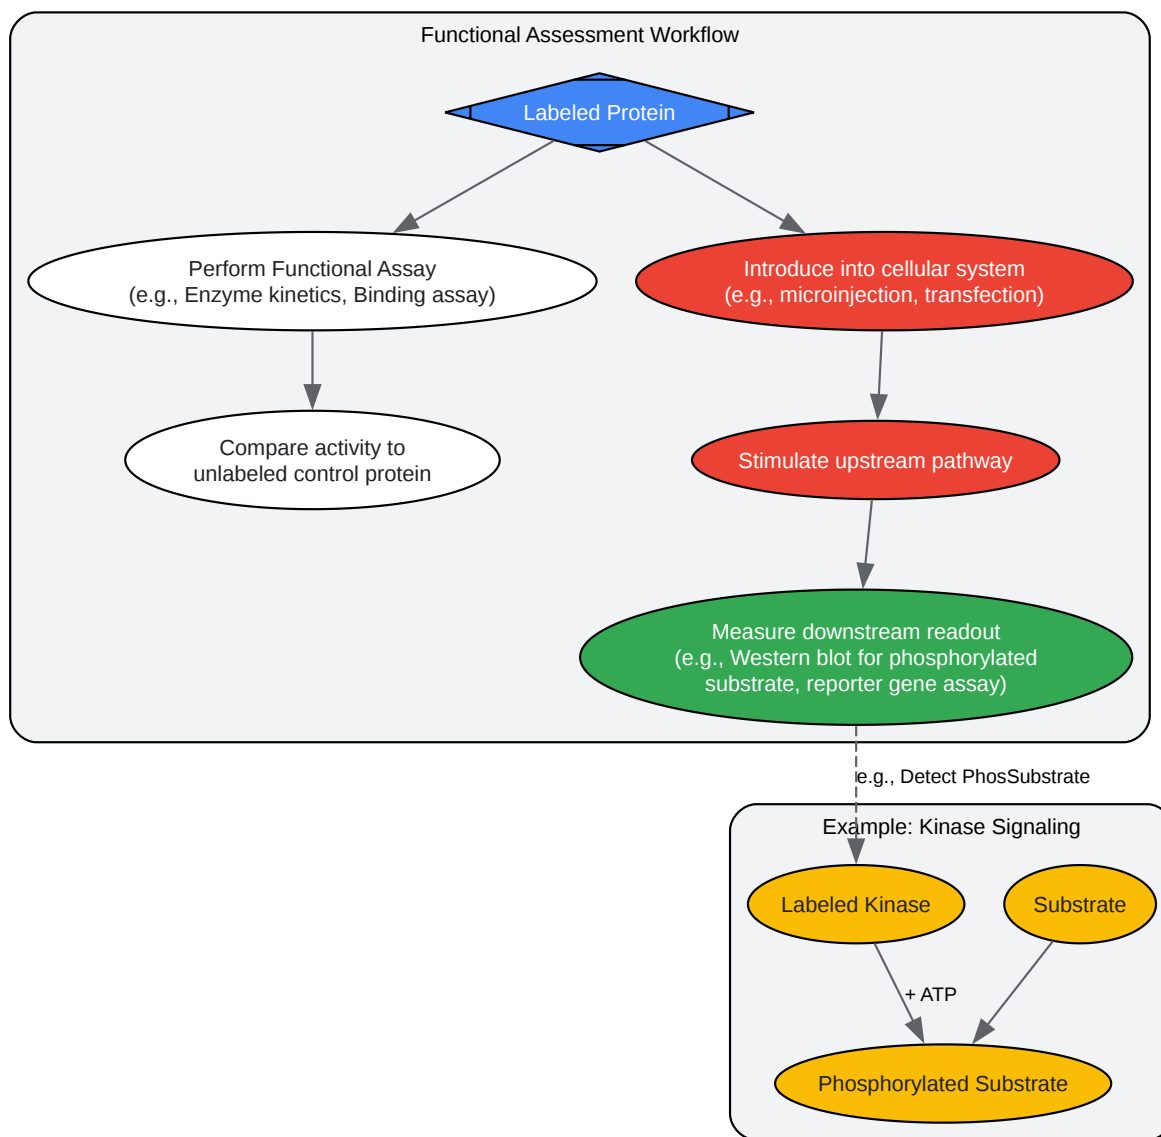 Functional Assessment Workflow
Labeled Protein
Perform Functional Assay
(e.g., Enzyme kinetics, Binding assay)
Introduce into cellular system
(e.g., microinjection, transfection)
Compare activity to
unlabeled control protein
Stimulate upstream pathway
Measure downstream readout
(e.g., Western blot for phosphorylated
substrate, reporter gene assay)
e.g., Detect PhosSubstrate
Example: Kinase Signaling
Labeled Kinase
Substrate
+ ATP
Phosphorylated Substrate